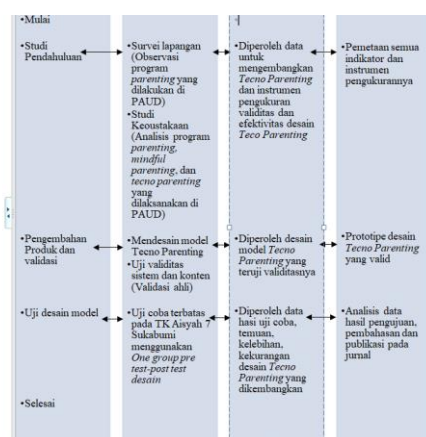 •Mulai
•Studi
Pendahuluan
•Survei lapangan
(Observasi
program
parenting yang
dilakukan di
PAUD)
•Studi
Keoustakaan
(Analisis program
parenting,
mindful
parenting, dan
tecno parenting
yang
dilaksanakan di
PAUD)
•Diperoleh data
untuk
mengembangkan
Tecno Parenting
dan instrumen
pengukuran
validitas dan
efektivitas desain
Teco Parenting
•Pemetaan semua
indikator dan
instrumen
pengukurannya
•Pengembahan
Produk dan
validasi
•Mendesain model
Tecno Parenting
•Uji validitas
sistem dan konten
(Validasi ahli)
•Diperoleh desain
model Tecno
Parenting yang
teruji validitasnya
•Prototipe desain
Tecno Parenting
yang valid
•Uji desain model
•Uji coba terbatas
pada TK Aisyah 7
Sukabumi
menggunakan
One group pre
test-post test
desain
•Diperoleh data
hasi uji coba,
temuan,
kelebihan,
kekurangan
desain Tecno
Parenting yang
dikembangkan
•Analisis data
hasil pengujuan,
pembahasan dan
publikasi pada
jurnal
•Selesai